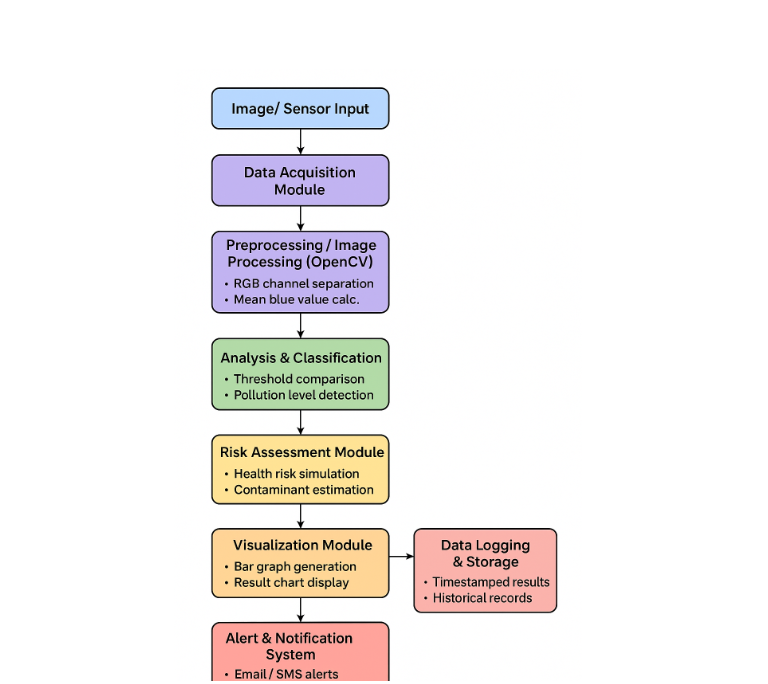 Image/ Sensor Input
Data Acquisition
Module
Preprocessing / Image
Processing (OpenCV)
• RGB channel separation
• Mean blue value calc.
Analysis & Classification
• Threshold comparison
• Pollution level detection
Risk Assessment Module
• Health risk simulation
• Contaminant estimation
Visualization Module
• Bar graph generation
• Result chart display
Data Logging
& Storage
• Timestamped results
• Historical records
Alert & Notification
System
• Email / SMS alerts